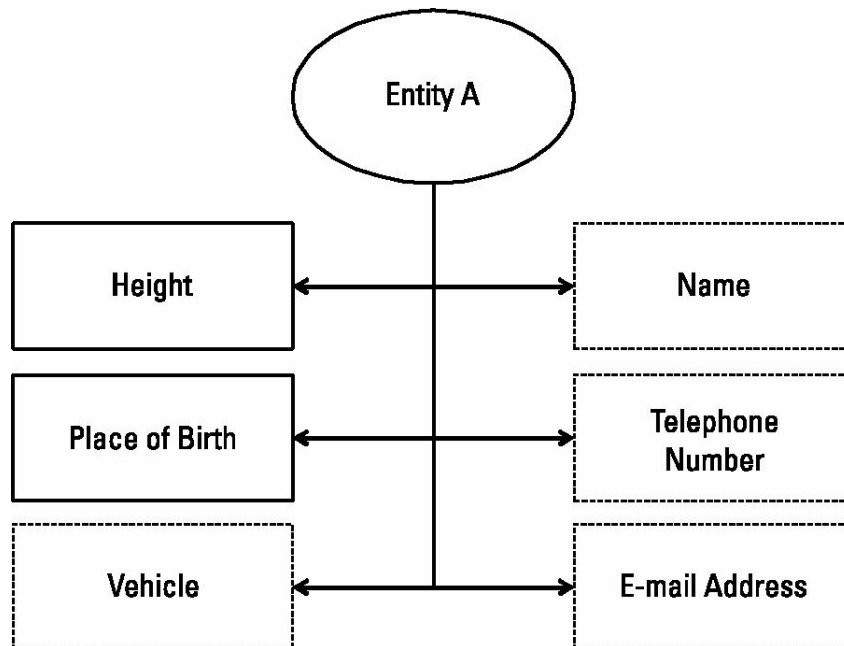 Entity A
Height
Name
Place of Birth
Telephone
Number
Vehicle
E-mail Address